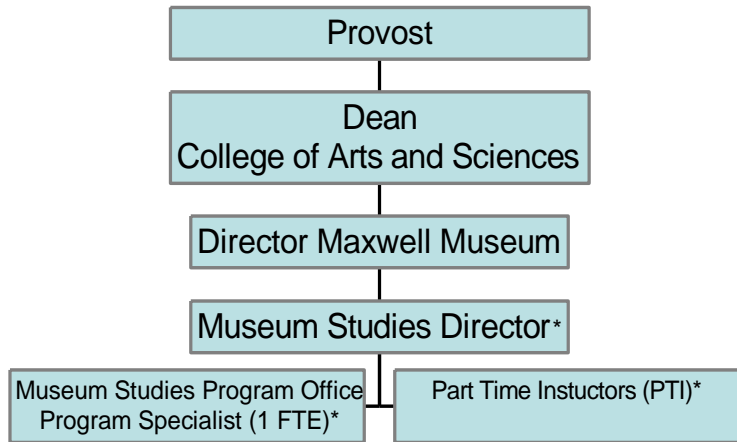 Provost
Dean
College of Arts and Sciences
Director Maxwell Museum
Museum Studies Director*
Museum Studies Program Office
Program Specialist (1 FTE)*
Part Time Instuctors (PTI)*